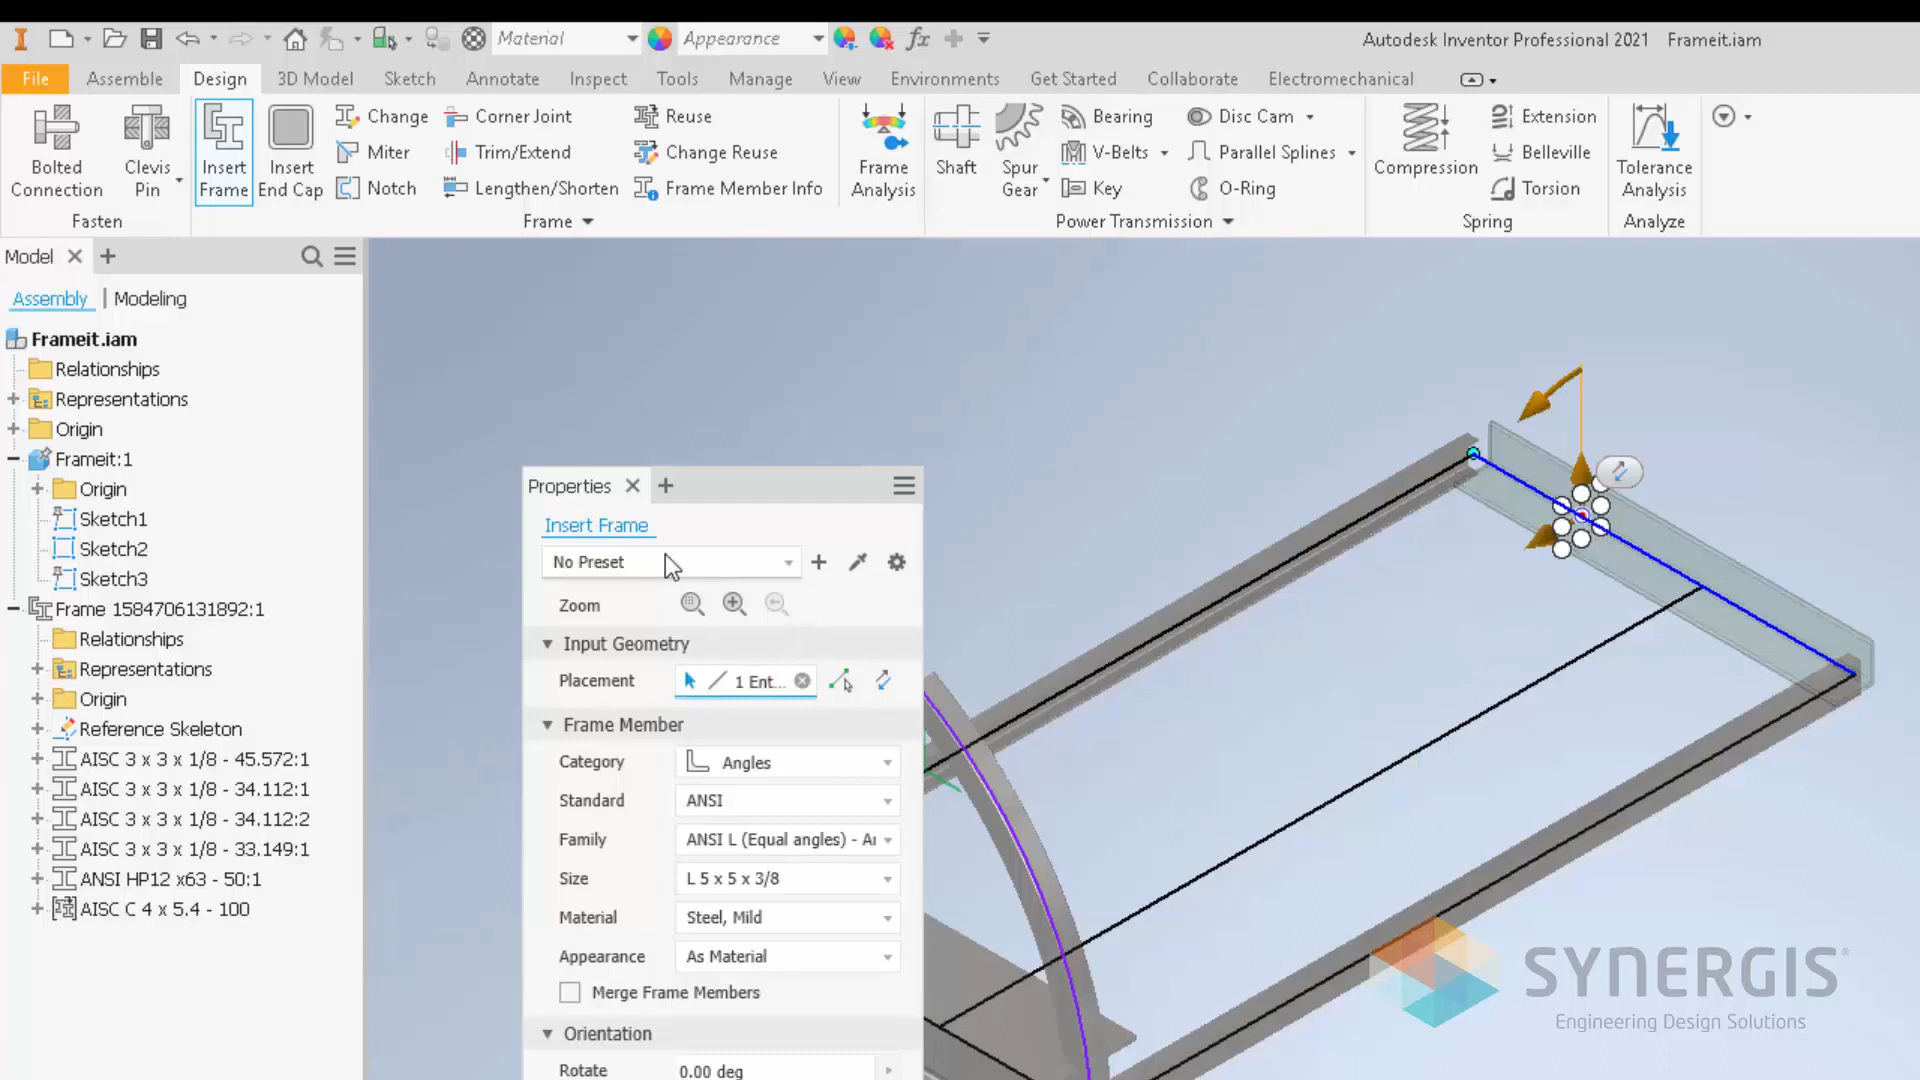 Material
Appearance
fx
Autodesk Inventor Professional 2021 Frameit.iam
File Assemble Design 3D Model Sketch Annotate Inspect Tools Manage View Environments Get Started Collaborate Electromechanical
Bolted Connection
Clevis Pin
Fasten
Insert Frame
Insert End Cap
Change
Miter
Notch
Corner Joint
Trim/Extend
Lengthen/Shorten
Reuse
Change Reuse
Frame Member Info
Frame
Frame Analysis
Shaft
Spur Gear
Bearing
V-Belts
Key
Disc Cam
Parallel Splines
O-Ring
Power Transmission
Compression
Extension
Belleville
Torsion
Spring
Tolerance Analysis
Analyze
Model
Assembly | Modeling
Frameit.iam
Relationships
Representations
Origin
Frameit:1
Origin
Sketch1
Sketch2
Sketch3
Frame 1584706131892:1
Relationships
Representations
Origin
Reference Skeleton
AISC 3 x 3 x 1/8 - 45.572:1
AISC 3 x 3 x 1/8 - 34.112:1
AISC 3 x 3 x 1/8 - 34.112:2
AISC 3 x 3 x 1/8 - 33.149:1
ANSI HP12 x63 - 50:1
AISC C 4 x 5.4 - 100
Properties
Insert Frame
No Preset
Zoom
Input Geometry
Placement 1 Ent...
Frame Member
Category Angles
Standard ANSI
Family ANSI L (Equal angles) - Ar
Size L 5 x 5 x 3/8
Material Steel, Mild
Appearance As Material
Merge Frame Members
Orientation
Rotate 0.00 deg
SYNERGIS®
Engineering Design Solutions